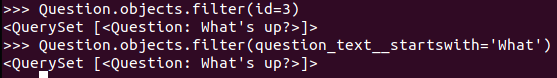 >>> Question.objects.filter(id=3)
<QuerySet [<Question: What's up?>]>
>>> Question.objects.filter(question_text__startswith='What')
<QuerySet [<Question: What's up?>]>